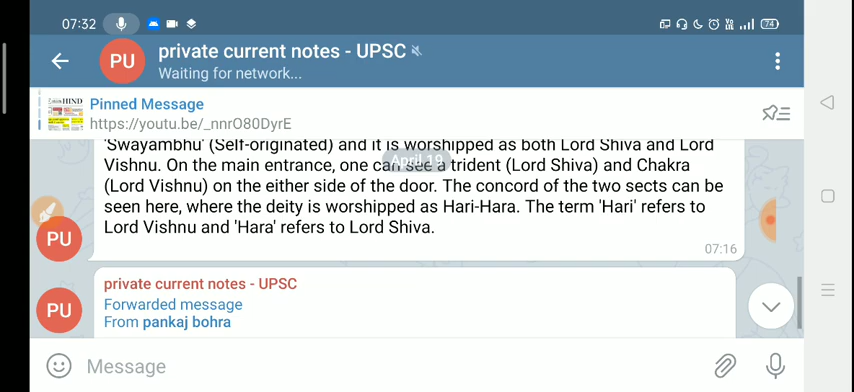 07:32
74
PU
private current notes - UPSC
Waiting for network...
Pinned Message
https://youtu.be/_nnrO80DyrE
'Swayambhu' (Self-originated) and it is worshipped as both Lord Shiva and Lord
April 19
Vishnu. On the main entrance, one can see a trident (Lord Shiva) and Chakra
(Lord Vishnu) on the either side of the door. The concord of the two sects can be
seen here, where the deity is worshipped as Hari-Hara. The term 'Hari' refers to
Lord Vishnu and 'Hara' refers to Lord Shiva.
PU
07:16
private current notes - UPSC
Forwarded message
From pankaj bohra
PU
Message